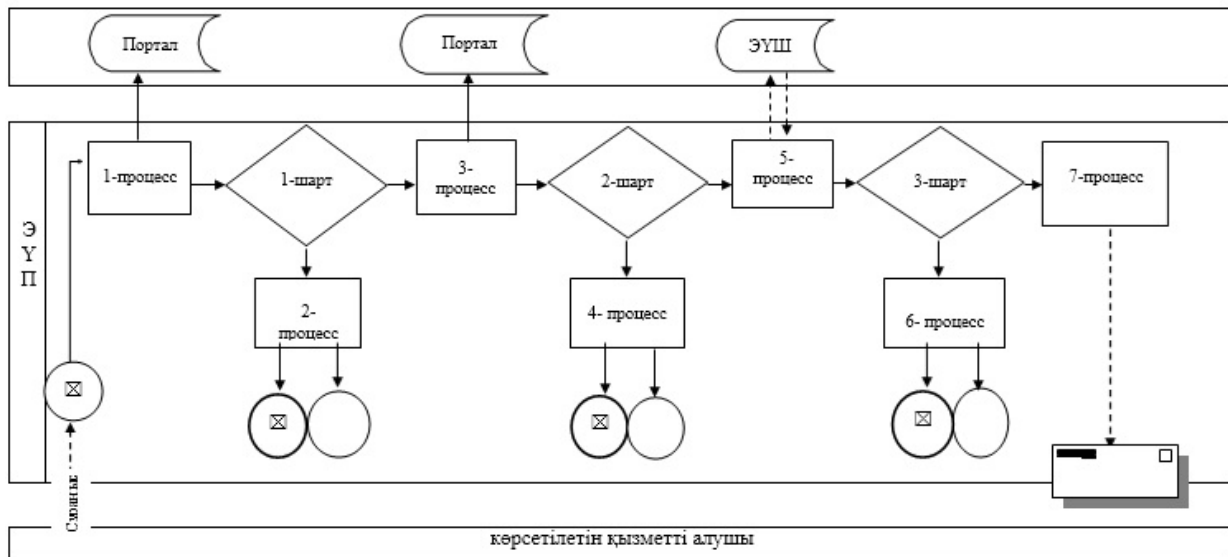 Портал
Портал
ЭҮШ
1-процесс
1-шарт
3-
процесс
2-шарт
5-
процесс
3-шарт
7-процесс
Э
Ү
П
2-
процесс
4- процесс
6- процесс
Сұраныс
көрсетілетін қызметті алушы